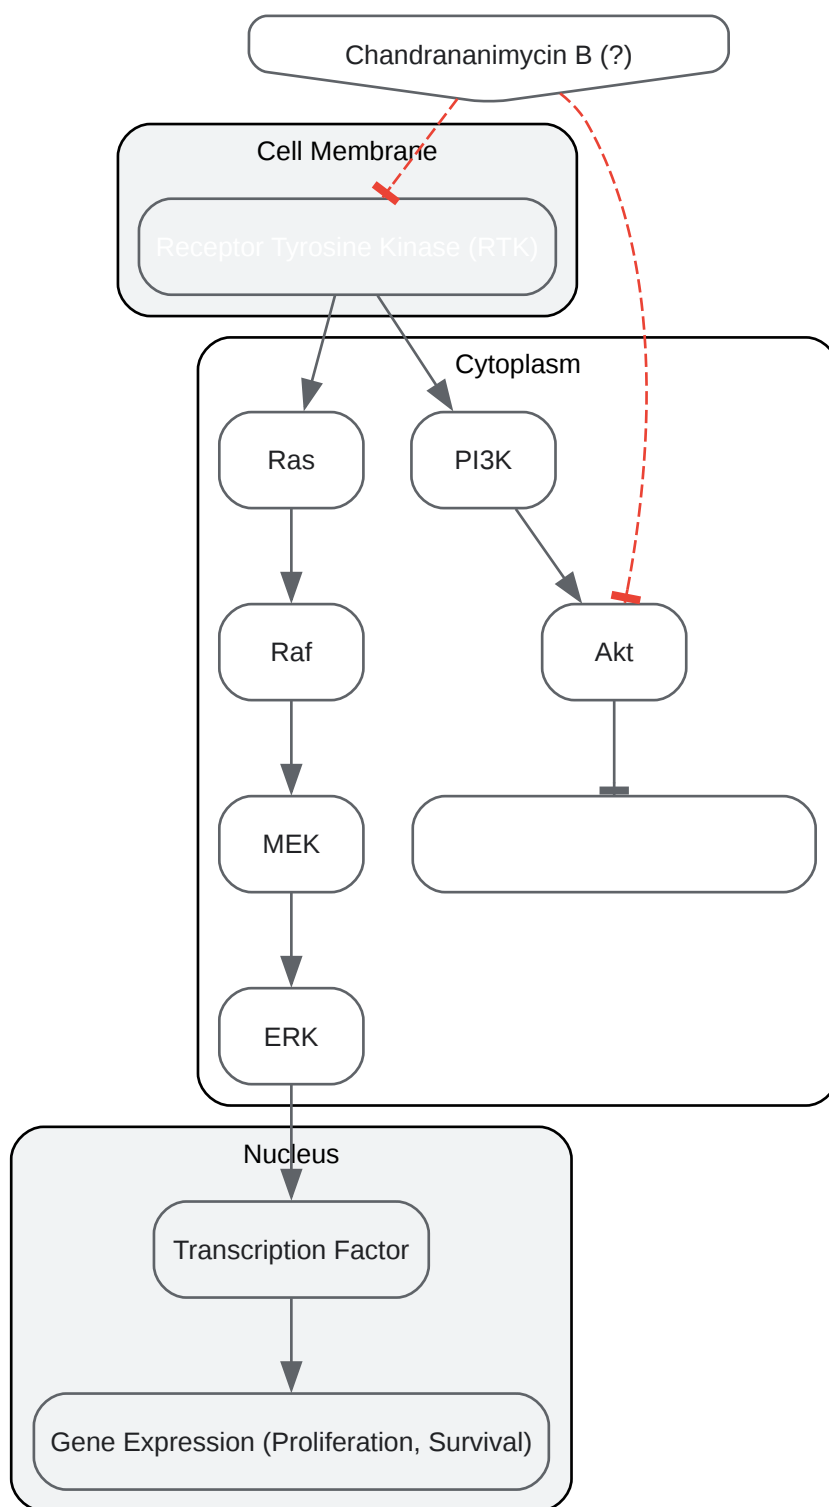 Chandrananimycin B (?)
Cell Membrane
Receptor Tyrosine Kinase (RTK)
Cytoplasm
Ras
PI3K
Raf
Akt
MEK
ERK
Nucleus
Transcription Factor
Gene Expression (Proliferation, Survival)